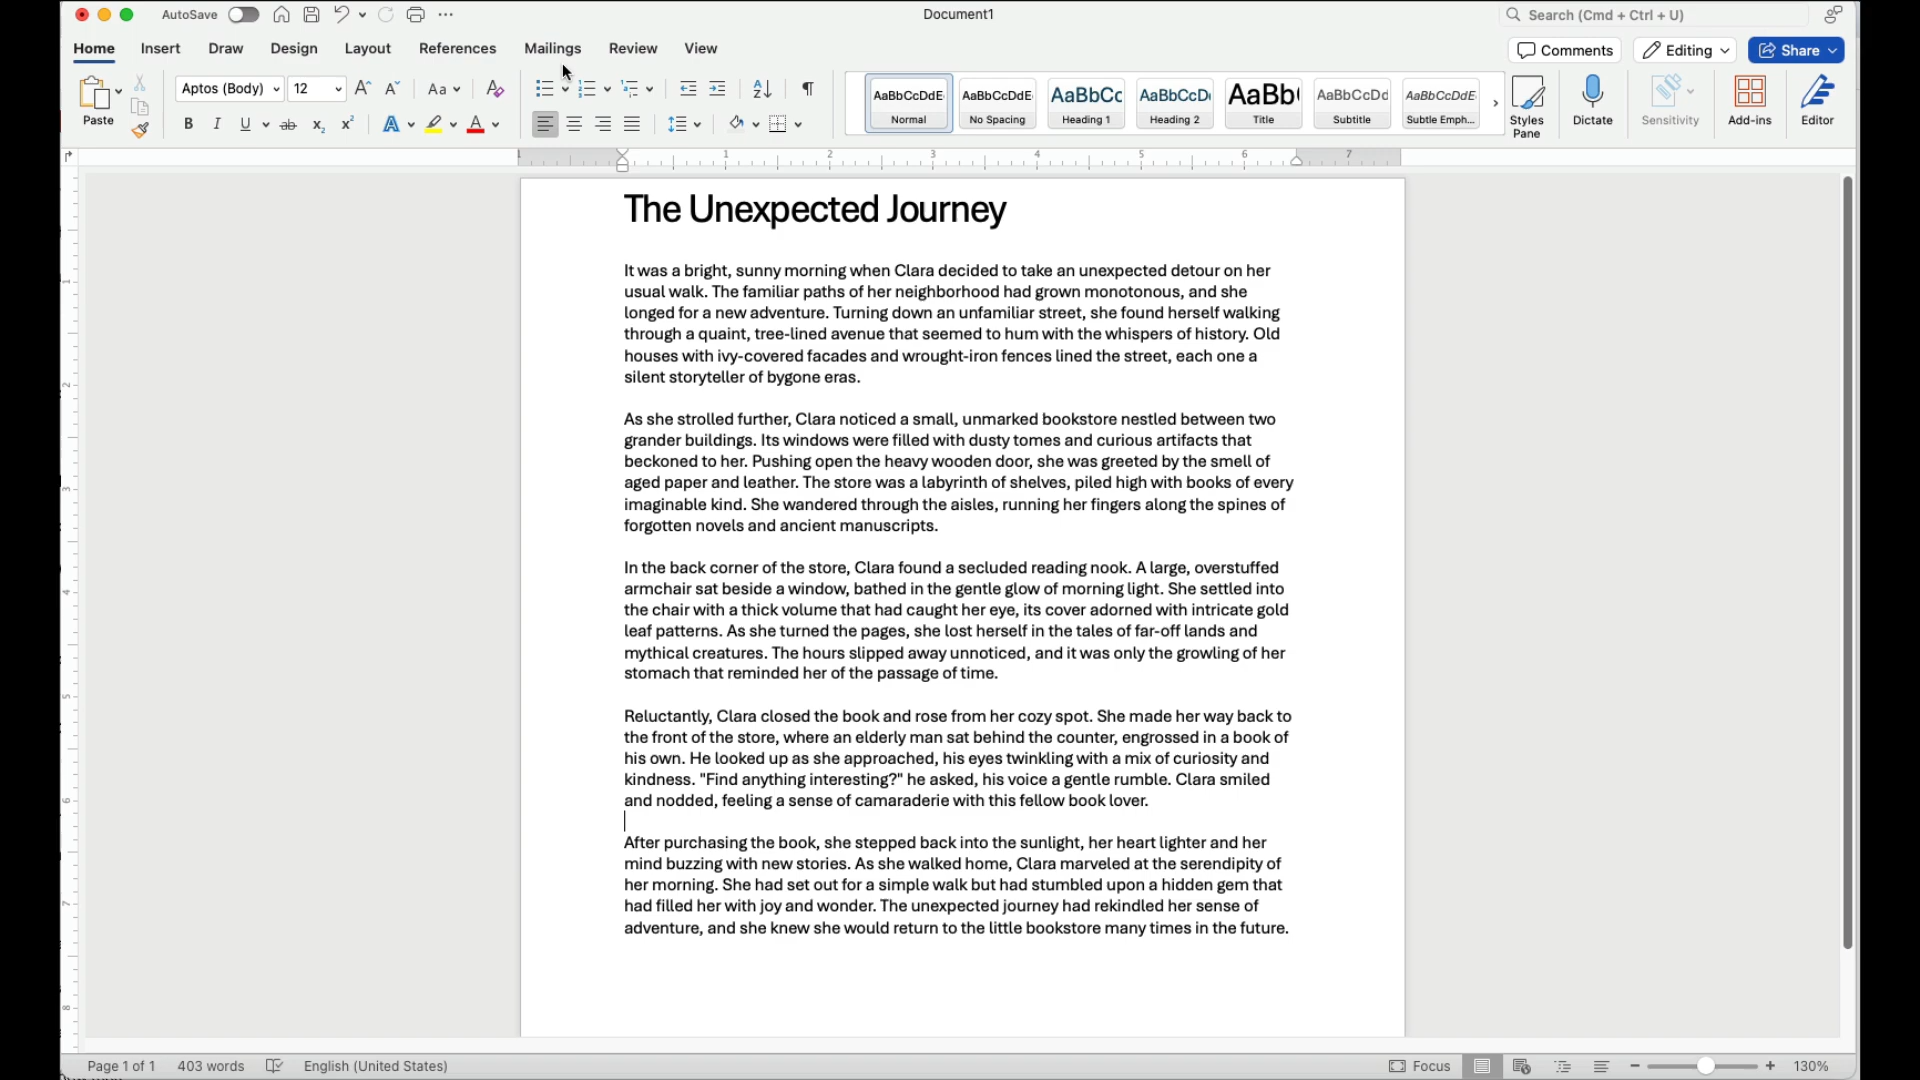 AutoSave
Document1
Search (Cmd + Ctrl + U)
Home Insert Draw Design Layout References Mailings Review View
Comments Editing Share
Paste
Aptos (Body) 12
Aa
B I U ab x₂ x²
AaBbCcDdE AaBbCcDdE AaBbCc AaBbCcD AaBb AaBbCcDd AaBbCcDdE
Normal No Spacing Heading 1 Heading 2 Title Subtitle Subtle Emph...
Styles Pane
Dictate
Sensitivity
Add-ins
Editor
1 1 2 3 4 5 6 7
The Unexpected Journey
It was a bright, sunny morning when Clara decided to take an unexpected detour on her
usual walk. The familiar paths of her neighborhood had grown monotonous, and she
longed for a new adventure. Turning down an unfamiliar street, she found herself walking
through a quaint, tree-lined avenue that seemed to hum with the whispers of history. Old
houses with ivy-covered facades and wrought-iron fences lined the street, each one a
silent storyteller of bygone eras.
As she strolled further, Clara noticed a small, unmarked bookstore nestled between two
grander buildings. Its windows were filled with dusty tomes and curious artifacts that
beckoned to her. Pushing open the heavy wooden door, she was greeted by the smell of
aged paper and leather. The store was a labyrinth of shelves, piled high with books of every
imaginable kind. She wandered through the aisles, running her fingers along the spines of
forgotten novels and ancient manuscripts.
In the back corner of the store, Clara found a secluded reading nook. A large, overstuffed
armchair sat beside a window, bathed in the gentle glow of morning light. She settled into
the chair with a thick volume that had caught her eye, its cover adorned with intricate gold
leaf patterns. As she turned the pages, she lost herself in the tales of far-off lands and
mythical creatures. The hours slipped away unnoticed, and it was only the growling of her
stomach that reminded her of the passage of time.
Reluctantly, Clara closed the book and rose from her cozy spot. She made her way back to
the front of the store, where an elderly man sat behind the counter, engrossed in a book of
his own. He looked up as she approached, his eyes twinkling with a mix of curiosity and
kindness. "Find anything interesting?" he asked, his voice a gentle rumble. Clara smiled
and nodded, feeling a sense of camaraderie with this fellow book lover.
After purchasing the book, she stepped back into the sunlight, her heart lighter and her
mind buzzing with new stories. As she walked home, Clara marveled at the serendipity of
her morning. She had set out for a simple walk but had stumbled upon a hidden gem that
had filled her with joy and wonder. The unexpected journey had rekindled her sense of
adventure, and she knew she would return to the little bookstore many times in the future.
Page 1 of 1 403 words English (United States) Focus 130%